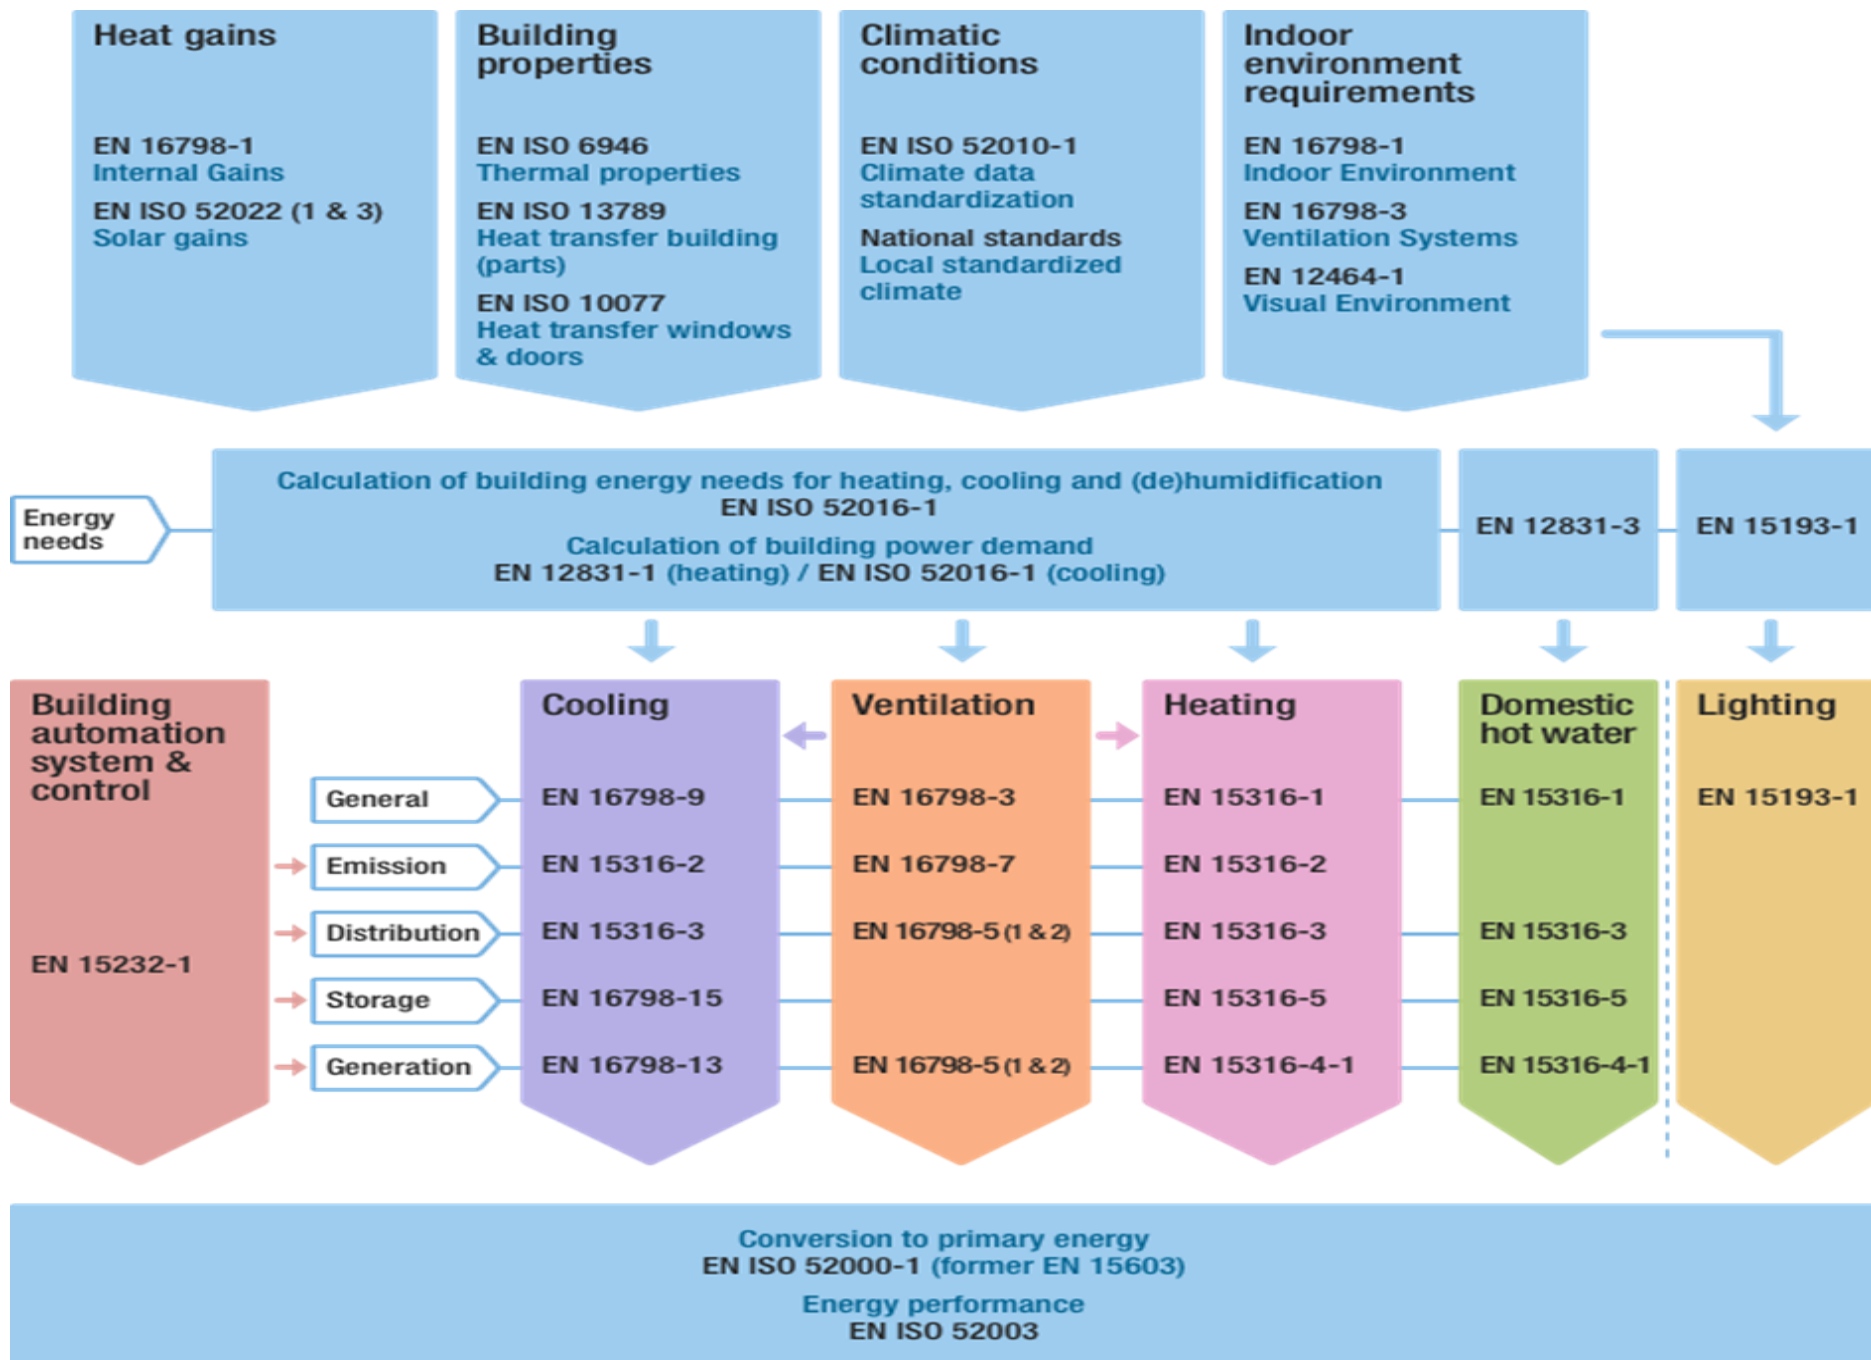 Heat gains
EN 16798-1
Internal Gains
EN ISO 52022 (1 & 3)
Solar gains
Building
properties
EN ISO 6946
Thermal properties
EN ISO 13789
Heat transfer building
(parts)
EN ISO 10077
Heat transfer windows
& doors
Climatic
conditions
EN ISO 52010-1
Climate data
standardization
National standards
Local standardized
climate
Indoor
environment
requirements
EN 16798-1
Indoor Environment
EN 16798-3
Ventilation Systems
EN 12464-1
Visual Environment
Energy
needs
Calculation of building energy needs for heating, cooling and (de)humidification
EN ISO 52016-1
Calculation of building power demand
EN 12831-1 (heating) / EN ISO 52016-1 (cooling)
EN 12831-3
EN 15193-1
Building
automation
system &
control
EN 15232-1
General
Emission
Distribution
Storage
Generation
Cooling
EN 16798-9
EN 15316-2
EN 15316-3
EN 16798-15
EN 16798-13
Ventilation
EN 16798-3
EN 16798-7
EN 16798-5 (1 & 2)
EN 16798-5 (1 & 2)
Heating
EN 15316-1
EN 15316-2
EN 15316-3
EN 15316-5
EN 15316-4-1
Domestic
hot water
EN 15316-1
EN 15316-3
EN 15316-5
EN 15316-4-1
Lighting
EN 15193-1
Conversion to primary energy
EN ISO 52000-1 (former EN 15603)
Energy performance
EN ISO 52003